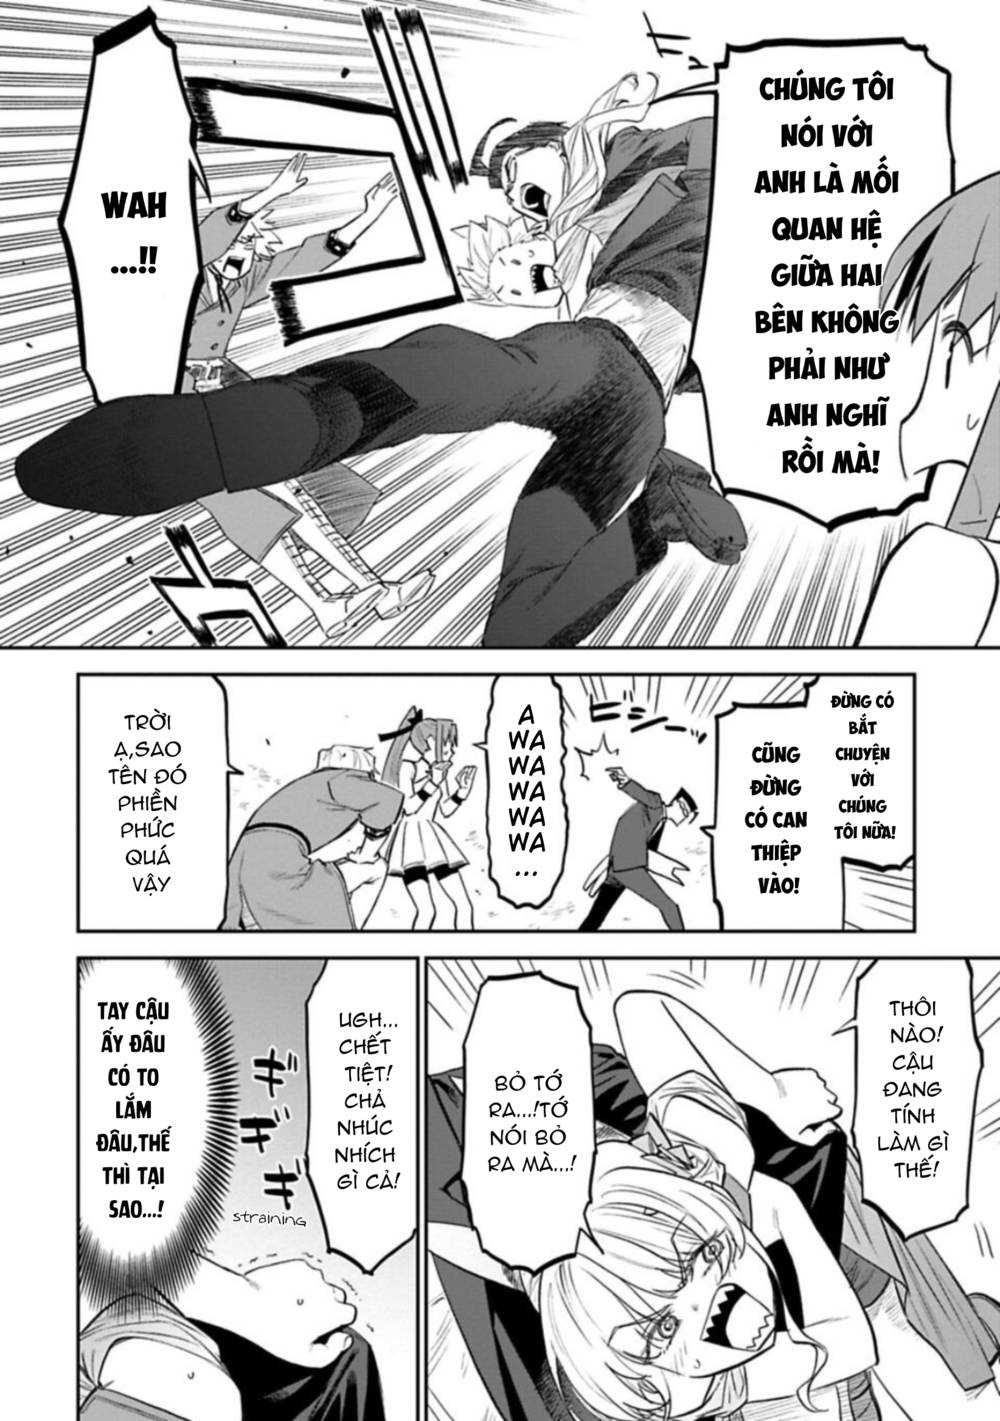 CHÚNG TÔI
NÓI VỚI
ANH LÀ MỐI
QUAN HỆ
GIỮA HAI
BÊN KHÔNG
PHẢI NHƯ
ANH NGHĨ
RỒI MÀ!
WAH
...!!
ĐỪNG CÓ
BẮT
CHUYỆN
VỚI
CHÚNG
TÔI NỮA!
CŨNG
ĐỪNG
CÓ CAN
THIỆP
VÀO!
A
WA
WA
WA
WA
WA
...
TRỜI
Ạ,SAO
TÊN ĐÓ
PHIỀN
PHỨC
QUÁ
VẬY
THÔI
NÀO!
CẬU
ĐANG
TÍNH
LÀM GÌ
THẾ!
BỎ TỚ
RA...!TỚ
NÓI BỎ
RA MÀ...!
UGH...
CHẾT
TIỆT!
CHẢ
NHÚC
NHÍCH
GÌ CẢ!
ギギギ
straining
TAY CẬU
ẤY ĐÂU
CÓ TO
LẮM
ĐÂU,THẾ
THÌ TẠI
SAO...!